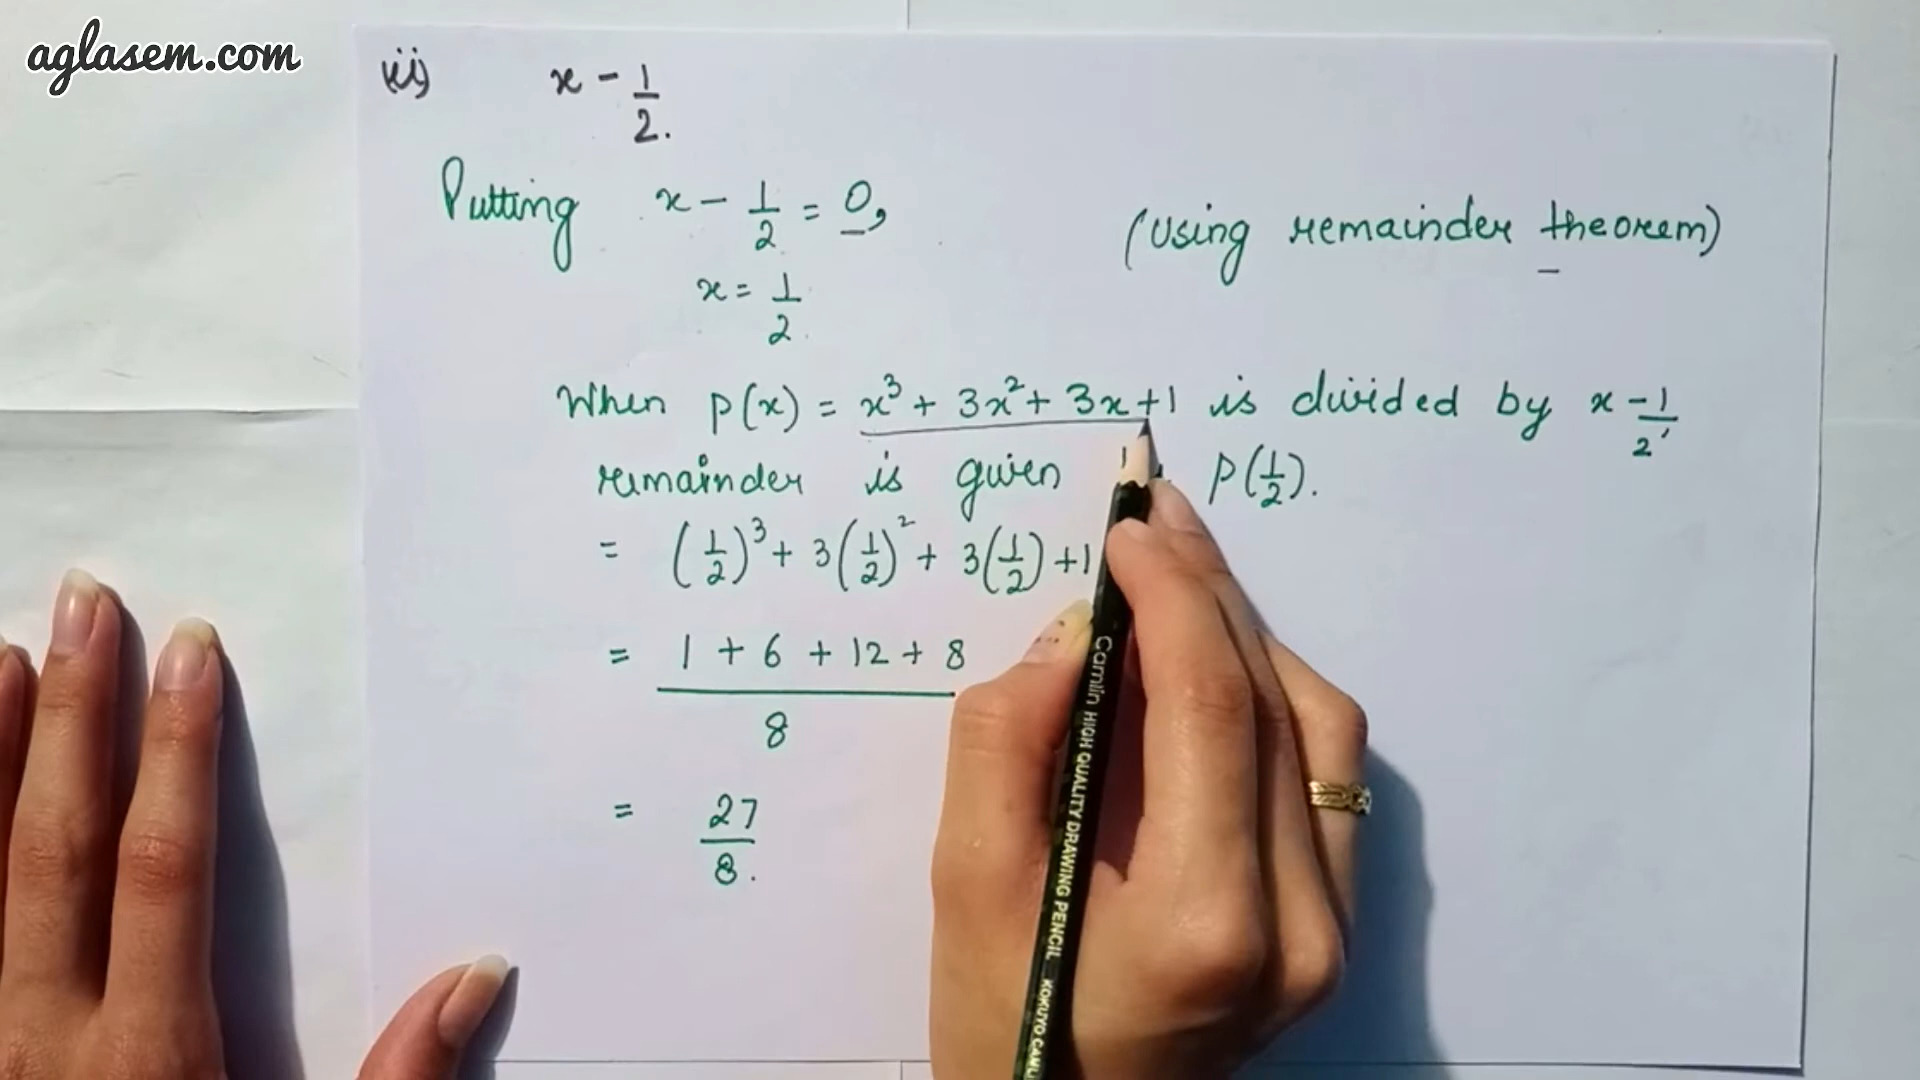 aglasem.com
(ii) x - 1/2.
Putting x - 1/2 = 0, (Using remainder theorem)
x = 1/2
When p(x) = x³ + 3x² + 3x + 1 is divided by x - 1/2,
remainder is given P(1/2).
= (1/2)³ + 3(1/2)² + 3(1/2) + 1
= 1 + 6 + 12 + 8 / 8
= 27/8.
Camlin HIGH QUALITY DRAWING PENCIL KOKUYO CAMLI